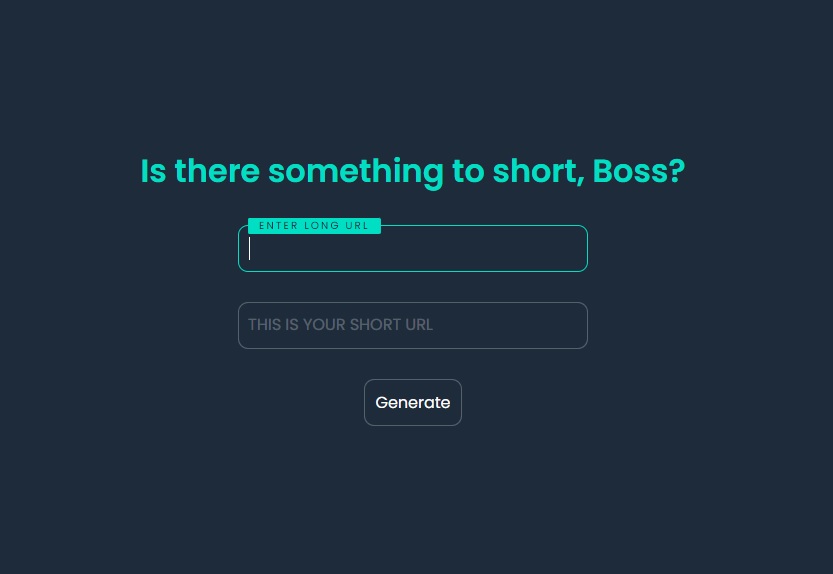 Is there something to short, Boss?
ENTER LONG URL
THIS IS YOUR SHORT URL
Generate